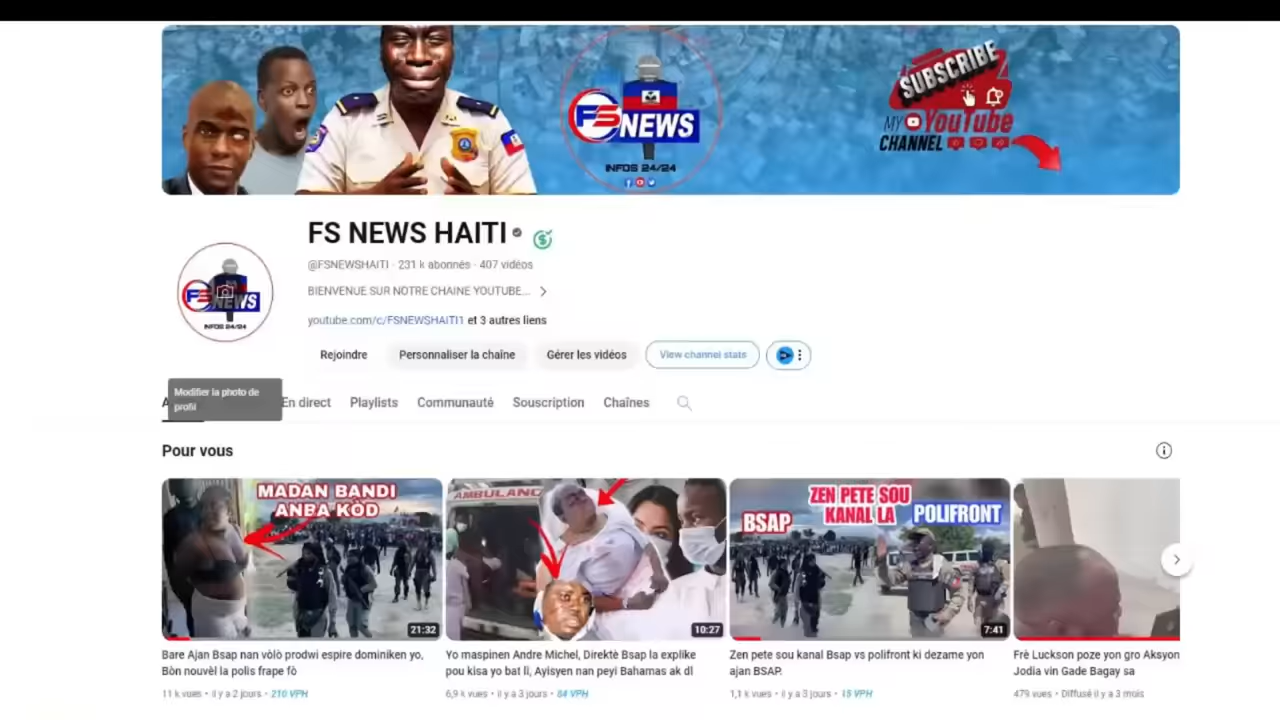 SUBSCRIBE
MY YouTube
CHANNEL
FS NEWS
INFOS 24/24
FS NEWS HAITI
@FSNEWSHAITI · 231 k abonnés · 407 vidéos
BIENVENUE SUR NOTRE CHAINE YOUTUBE...
FS NEWS
INFOS 24/24
youtube.com/c/FSNEWSHAITI1 et 3 autres liens
Rejoindre Personnaliser la chaîne Gérer les vidéos View channel stats
Modifier la photo de
profil
En direct Playlists Communauté Souscription Chaînes
Pour vous
MADAN BANDI
ANBA KÒD
21:32
AMBULANC
10:27
ZEN PETE SOU
KANAL LA
BSAP
POLIFRONT
7:41
Bare Ajan Bsap nan vòlò prodwi espire dominiken yo,
Bòn nouvèl la polis frape fò
11 k vues · il y a 2 jours · 210 VPH
Yo maspinen Andre Michel, Direktè Bsap la eksplike
pou kisa yo bat li, Ayisyen nan peyi Bahamas ak dl
6,9 k vues · il y a 3 jours · 84 VPH
Zen pete sou kanal Bsap vs polifront ki dezame yon
ajan BSAP.
1,1 k vues · il y a 3 jours · 15 VPH
Frè Luckson poze yon gro Aksyon
Jodia vin Gade Bagay sa
479 vues · Diffusé il y a 3 mois